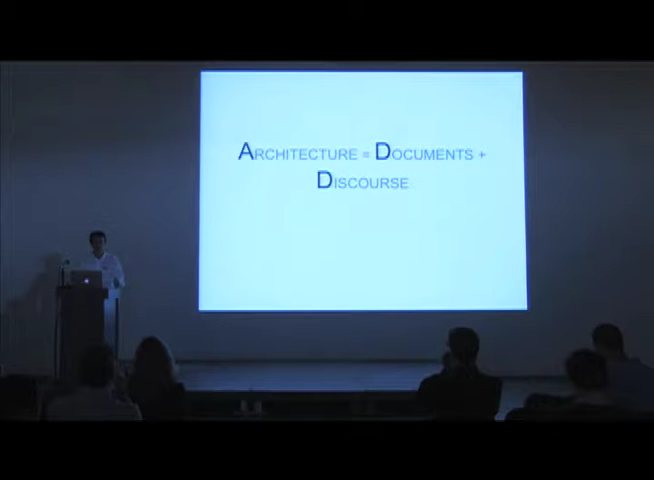 ARCHITECTURE = DOCUMENTS +
DISCOURSE